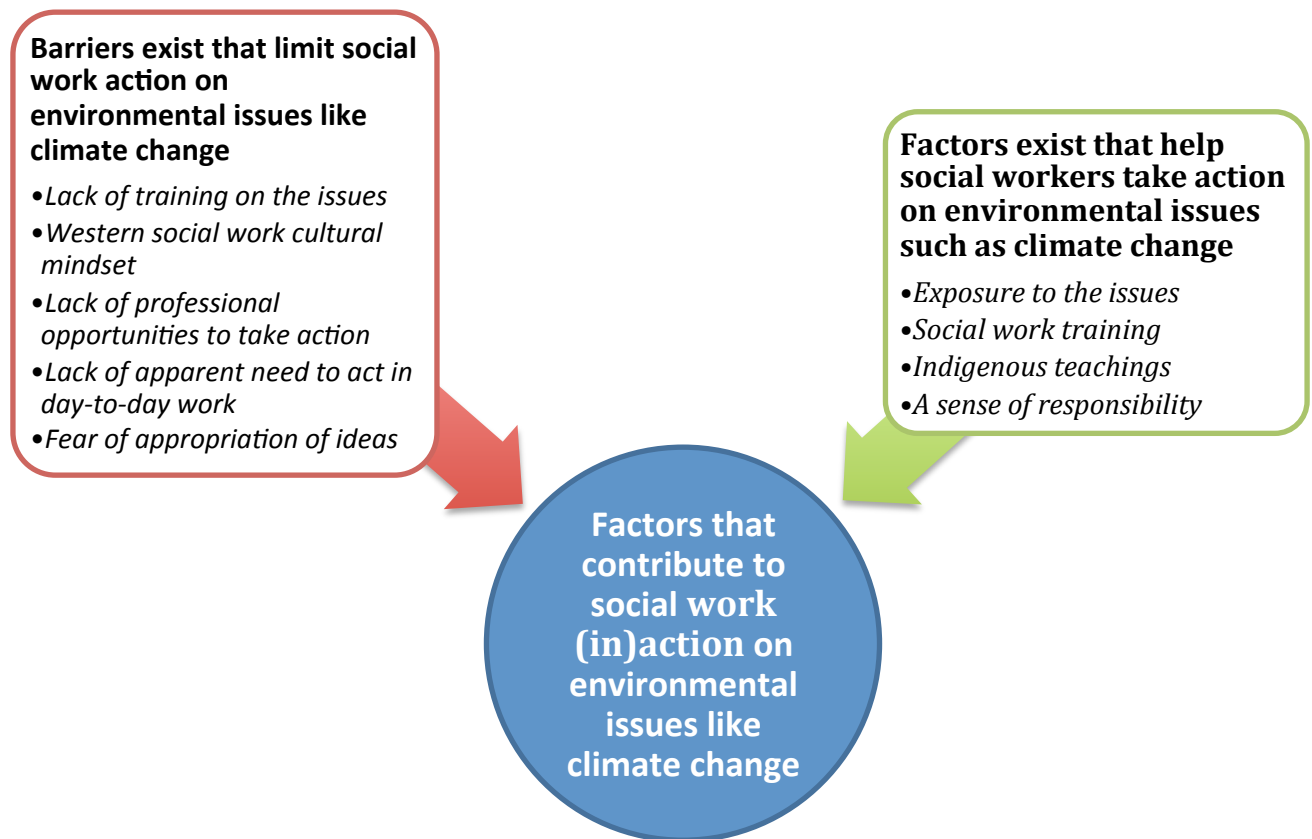 Barriers exist that limit social
work action on
environmental issues like
climate change
•Lack of training on the issues
•Western social work cultural
mindset
•Lack of professional
opportunities to take action
•Lack of apparent need to act in
day-to-day work
•Fear of appropriation of ideas
Factors exist that help
social workers take action
on environmental issues
such as climate change
•Exposure to the issues
•Social work training
•Indigenous teachings
•A sense of responsibility
Factors that
contribute to
social work
(in)action on
environmental
issues like
climate change